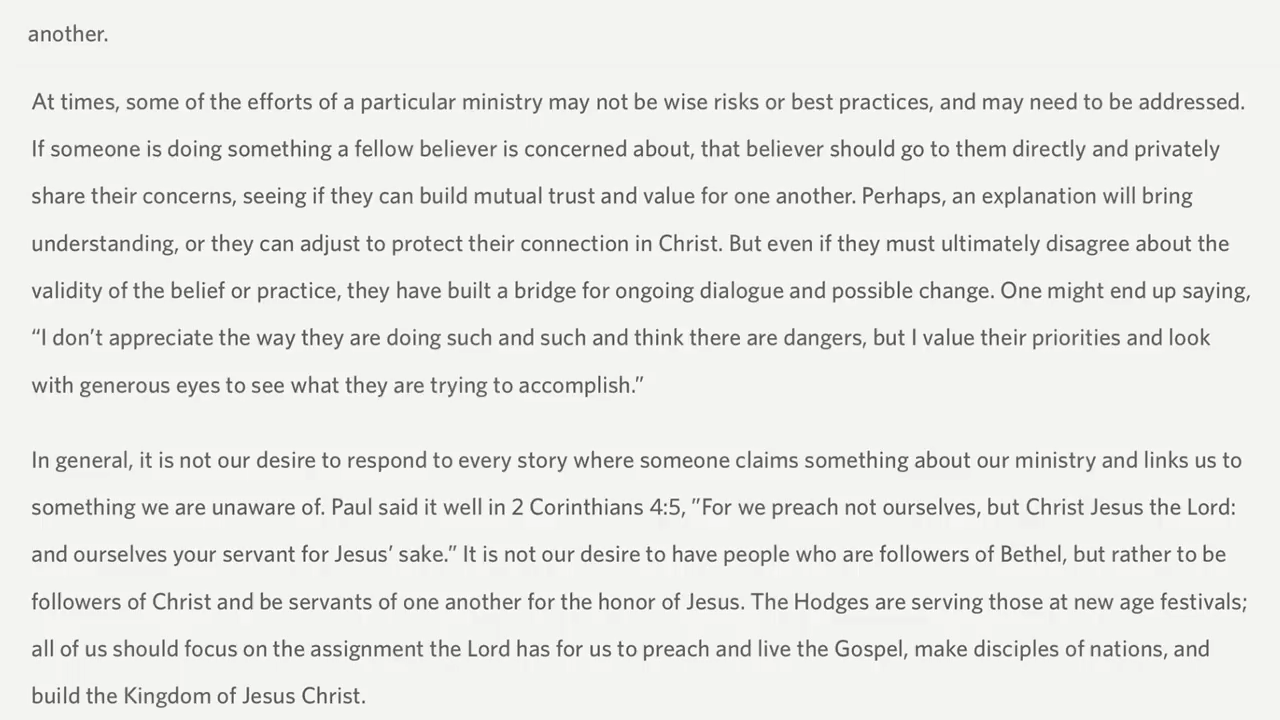 another.
At times, some of the efforts of a particular ministry may not be wise risks or best practices, and may need to be addressed.
If someone is doing something a fellow believer is concerned about, that believer should go to them directly and privately
share their concerns, seeing if they can build mutual trust and value for one another. Perhaps, an explanation will bring
understanding, or they can adjust to protect their connection in Christ. But even if they must ultimately disagree about the
validity of the belief or practice, they have built a bridge for ongoing dialogue and possible change. One might end up saying,
“I don’t appreciate the way they are doing such and such and think there are dangers, but I value their priorities and look
with generous eyes to see what they are trying to accomplish.”
In general, it is not our desire to respond to every story where someone claims something about our ministry and links us to
something we are unaware of. Paul said it well in 2 Corinthians 4:5, ”For we preach not ourselves, but Christ Jesus the Lord:
and ourselves your servant for Jesus’ sake.” It is not our desire to have people who are followers of Bethel, but rather to be
followers of Christ and be servants of one another for the honor of Jesus. The Hodges are serving those at new age festivals;
all of us should focus on the assignment the Lord has for us to preach and live the Gospel, make disciples of nations, and
build the Kingdom of Jesus Christ.